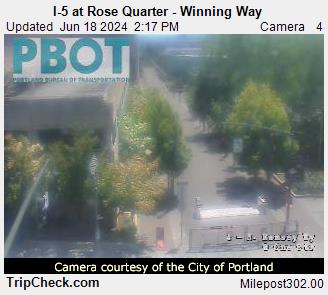 I-5 at Rose Quarter - Winning Way
Updated Jun 18 2024 2:17 PM Camera 4
PBOT
PORTLAND BUREAU OF TRANSPORTATION
Camera courtesy of the City of Portland
TripCheck.com Milepost302.00